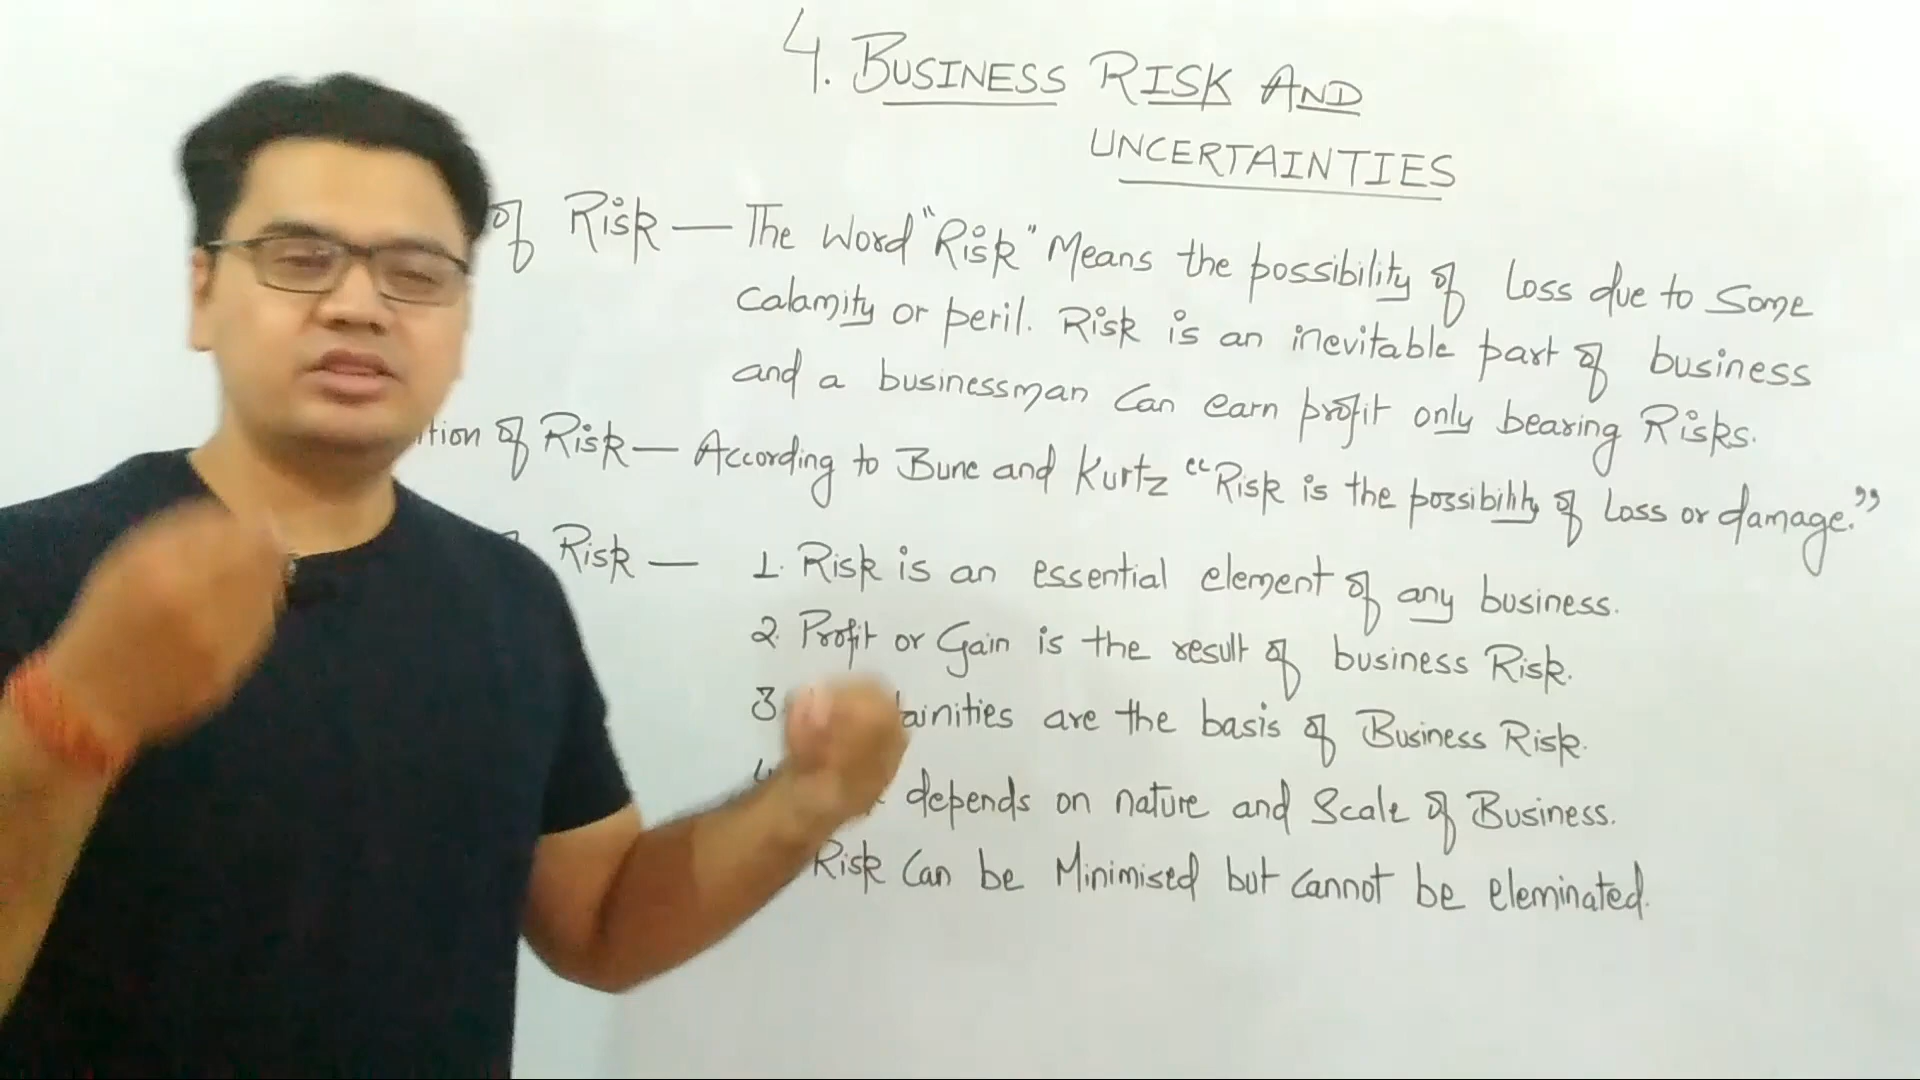 4. BUSINESS RISK AND
UNCERTAINTIES
of Risk — The word "Risk" Means the possibility of Loss due to Some
Calamity or peril. Risk is an inevitable part of business
and a businessman Can earn profit only bearing Risks.
ition of Risk — According to Bune and Kurtz "Risk is the possibility of Loss or damage."
Risk — 1. Risk is an essential element of any business.
2. Profit or Gain is the result of business Risk.
3 tainities are the basis of Business Risk.
4 depends on nature and Scale of Business.
Risk Can be Minimised but Cannot be eleminated.